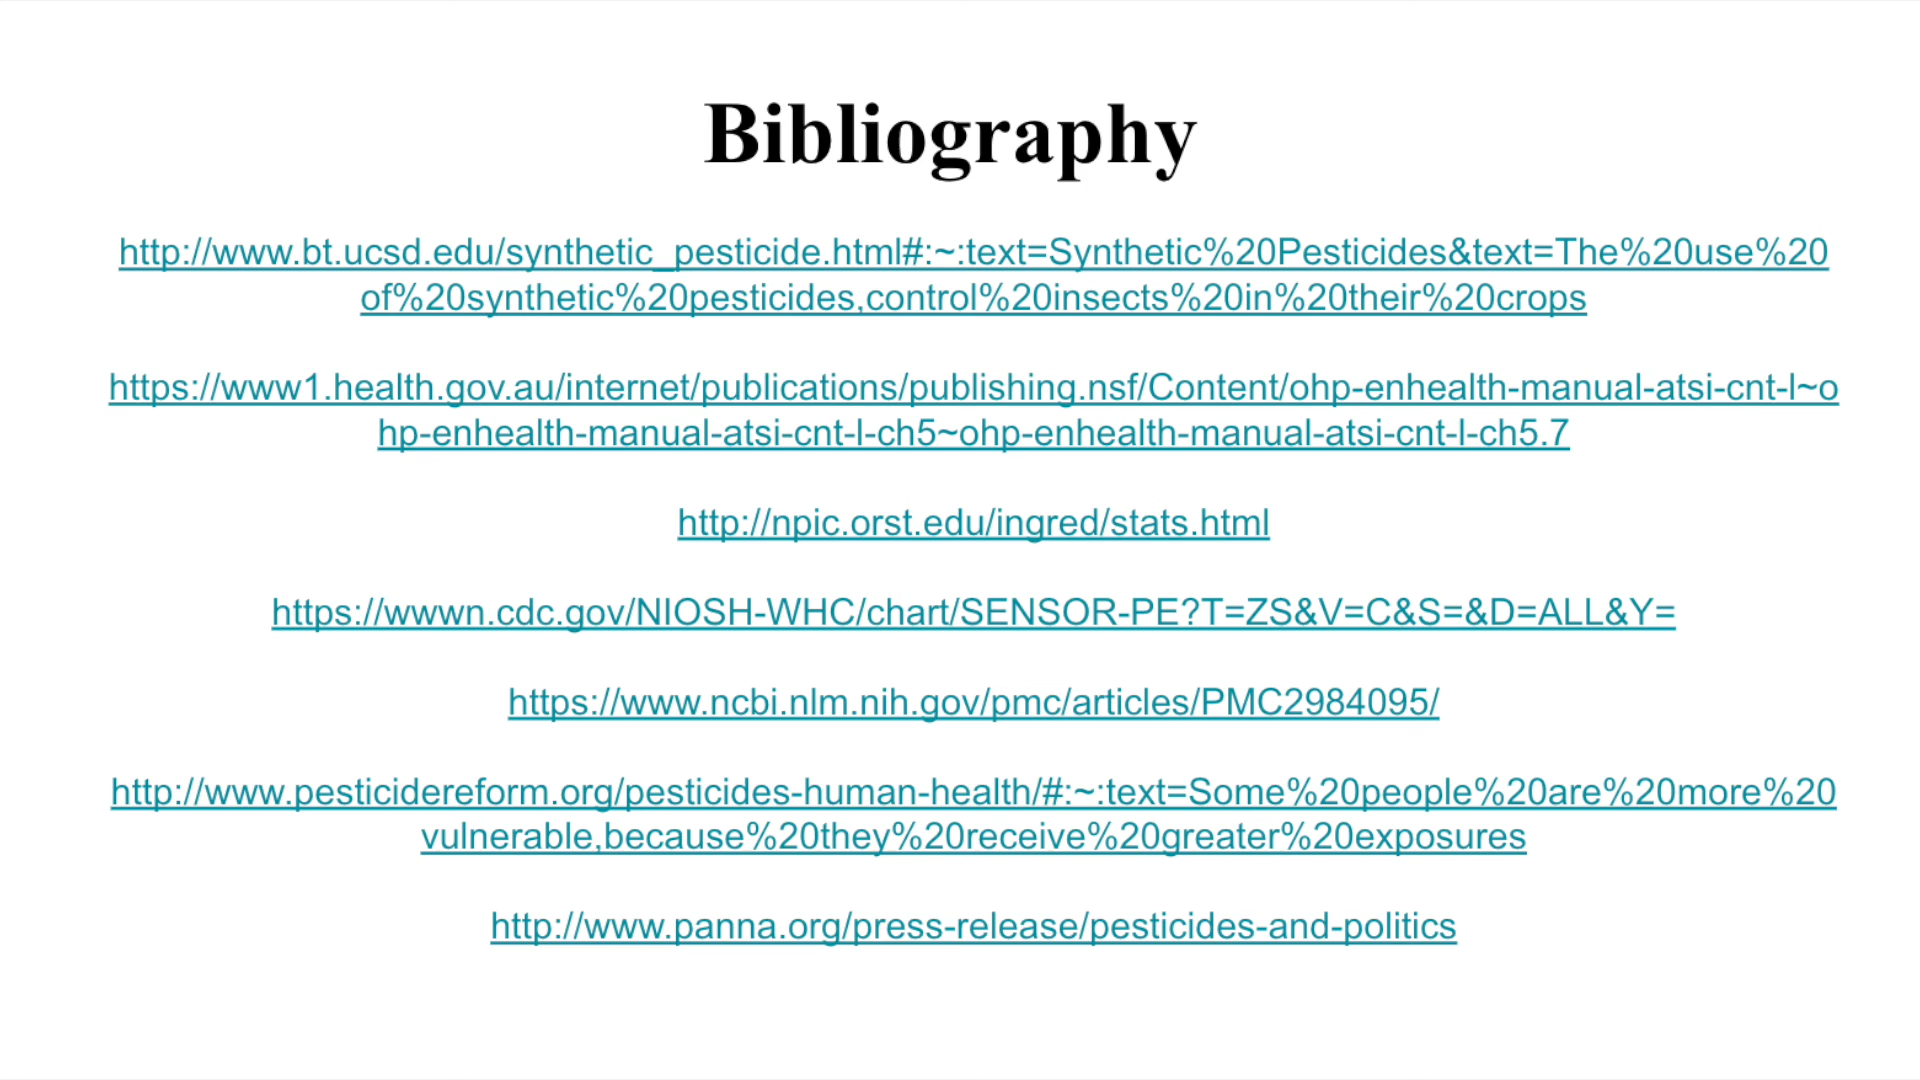 Bibliography
http://www.bt.ucsd.edu/synthetic_pesticide.html#:~:text=Synthetic%20Pesticides&text=The%20use%20
of%20synthetic%20pesticides,control%20insects%20in%20their%20crops
https://www1.health.gov.au/internet/publications/publishing.nsf/Content/ohp-enhealth-manual-atsi-cnt-l~o
hp-enhealth-manual-atsi-cnt-l-ch5~ohp-enhealth-manual-atsi-cnt-l-ch5.7
http://npic.orst.edu/ingred/stats.html
https://wwwn.cdc.gov/NIOSH-WHC/chart/SENSOR-PE?T=ZS&V=C&S=&D=ALL&Y=
https://www.ncbi.nlm.nih.gov/pmc/articles/PMC2984095/
http://www.pesticidereform.org/pesticides-human-health/#:~:text=Some%20people%20are%20more%20
vulnerable,because%20they%20receive%20greater%20exposures
http://www.panna.org/press-release/pesticides-and-politics